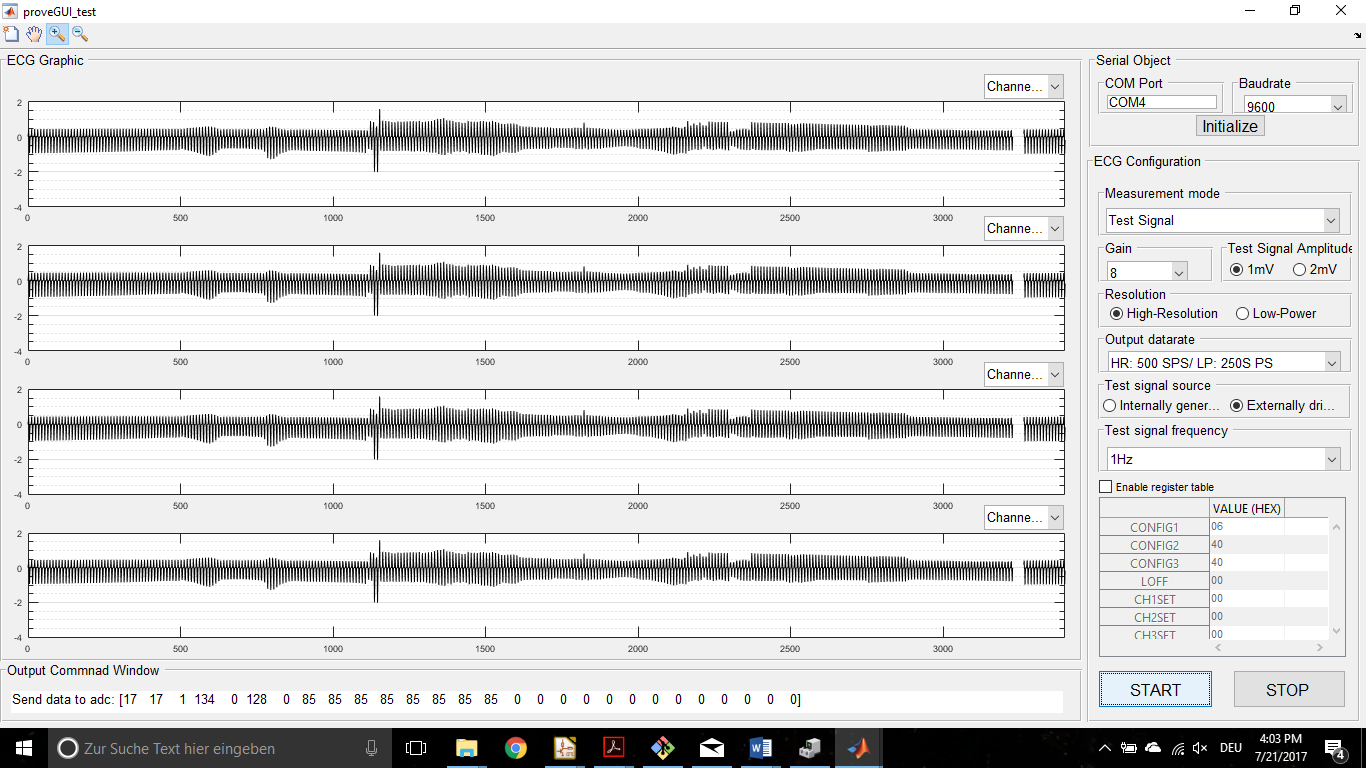 proveGUI_test
ECG Graphic
Channe...
2
0
-2
-4
0 500 1000 1500 2000 2500 3000
Channe...
2
0
-2
-4
0 500 1000 1500 2000 2500 3000
Channe...
2
0
-2
-4
0 500 1000 1500 2000 2500 3000
Channe...
2
0
-2
-4
0 500 1000 1500 2000 2500 3000
Output Commnad Window
Send data to adc: [17 17 1 134 0 128 0 85 85 85 85 85 85 85 85 0 0 0 0 0 0 0 0 0 0 0 0]
Serial Object
COM Port Baudrate
COM4 9600
Initialize
ECG Configuration
Measurement mode
Test Signal
Gain Test Signal Amplitude
8 1mV 2mV
Resolution
High-Resolution Low-Power
Output datarate
HR: 500 SPS/ LP: 250S PS
Test signal source
Internally gener... Externally dri...
Test signal frequency
1Hz
Enable register table
VALUE (HEX)
CONFIG1 06
CONFIG2 40
CONFIG3 40
LOFF 00
CH1SET 00
CH2SET 00
CH3SET 00
START STOP
Zur Suche Text hier eingeben
DEU
4:03 PM
7/21/2017
4